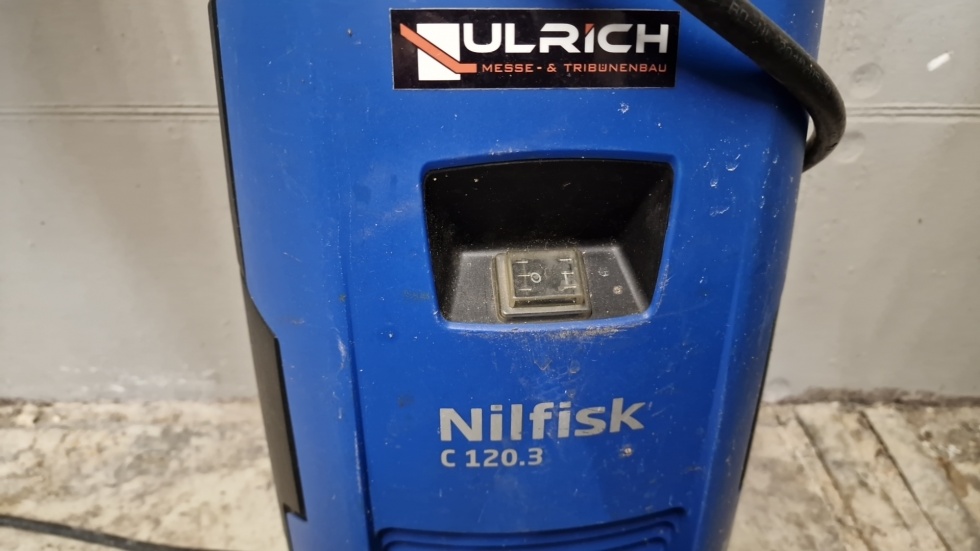 ULRICH
MESSE- & TRIBÜNENBAU
Nilfisk
C 120.3